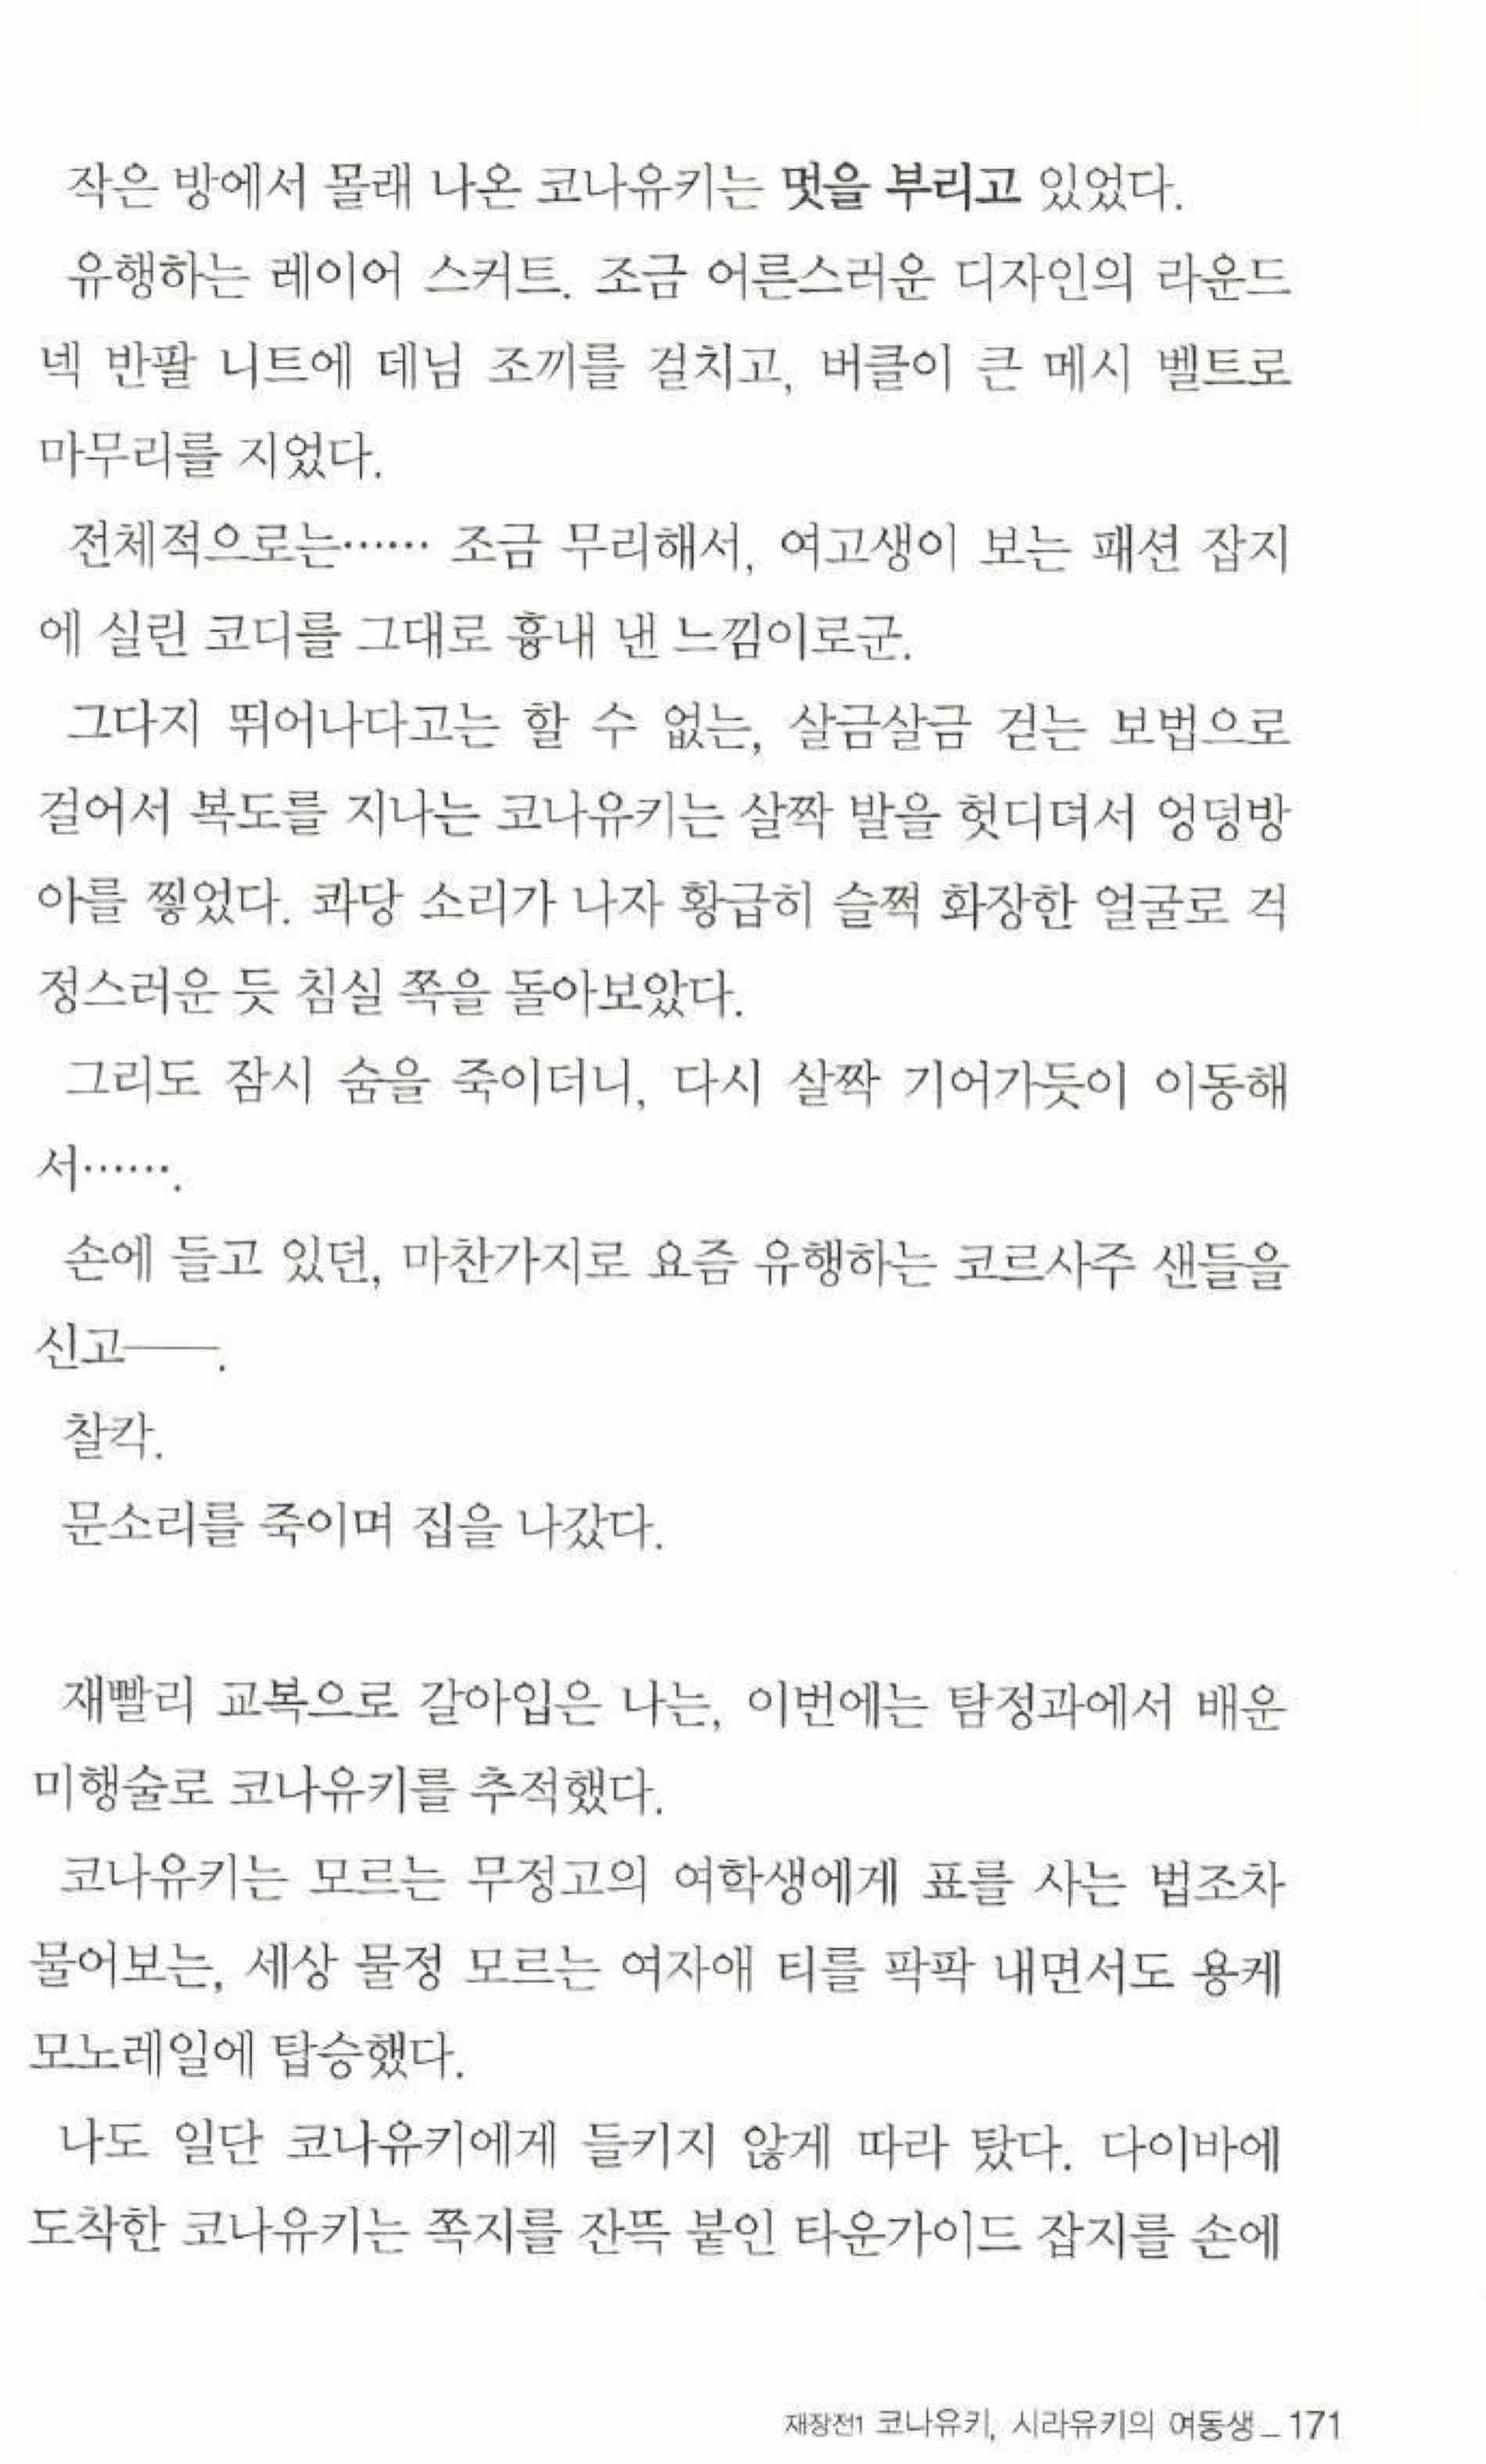 작은 방에서 몰래 나온 코나유키는 멋을 부리고 있었다.
유행하는 레이어 스커트. 조금 어른스러운 디자인의 라운드
넥 반팔 니트에 데님 조끼를 걸치고, 버클이 큰 메시 벨트로
마무리를 지었다.
전체적으로는…… 조금 무리해서, 여고생이 보는 패션 잡지
에 실린 코디를 그대로 흉내 낸 느낌이로군.
그다지 뛰어나다고는 할 수 없는, 살금살금 걷는 보법으로
걸어서 복도를 지나는 코나유키는 살짝 발을 헛디뎌서 엉덩방
아를 찧었다. 콰당 소리가 나자 황급히 슬쩍 화장한 얼굴로 걱
정스러운 듯 침실 쪽을 돌아보았다.
그리도 잠시 숨을 죽이더니, 다시 살짝 기어가듯이 이동해
서…….
손에 들고 있던, 마찬가지로 요즘 유행하는 코르사주 샌들을
신고──.
찰칵.
문소리를 죽이며 집을 나갔다.
재빨리 교복으로 갈아입은 나는, 이번에는 탐정과에서 배운
미행술로 코나유키를 추적했다.
코나유키는 모르는 무정고의 여학생에게 표를 사는 법조차
물어보는, 세상 물정 모르는 여자애 티를 팍팍 내면서도 용케
모노레일에 탑승했다.
나도 일단 코나유키에게 들키지 않게 따라 탔다. 다이바에
도착한 코나유키는 쪽지를 잔뜩 붙인 타운가이드 잡지를 손에
재장전1 코나유키, 시라유키의 여동생_171